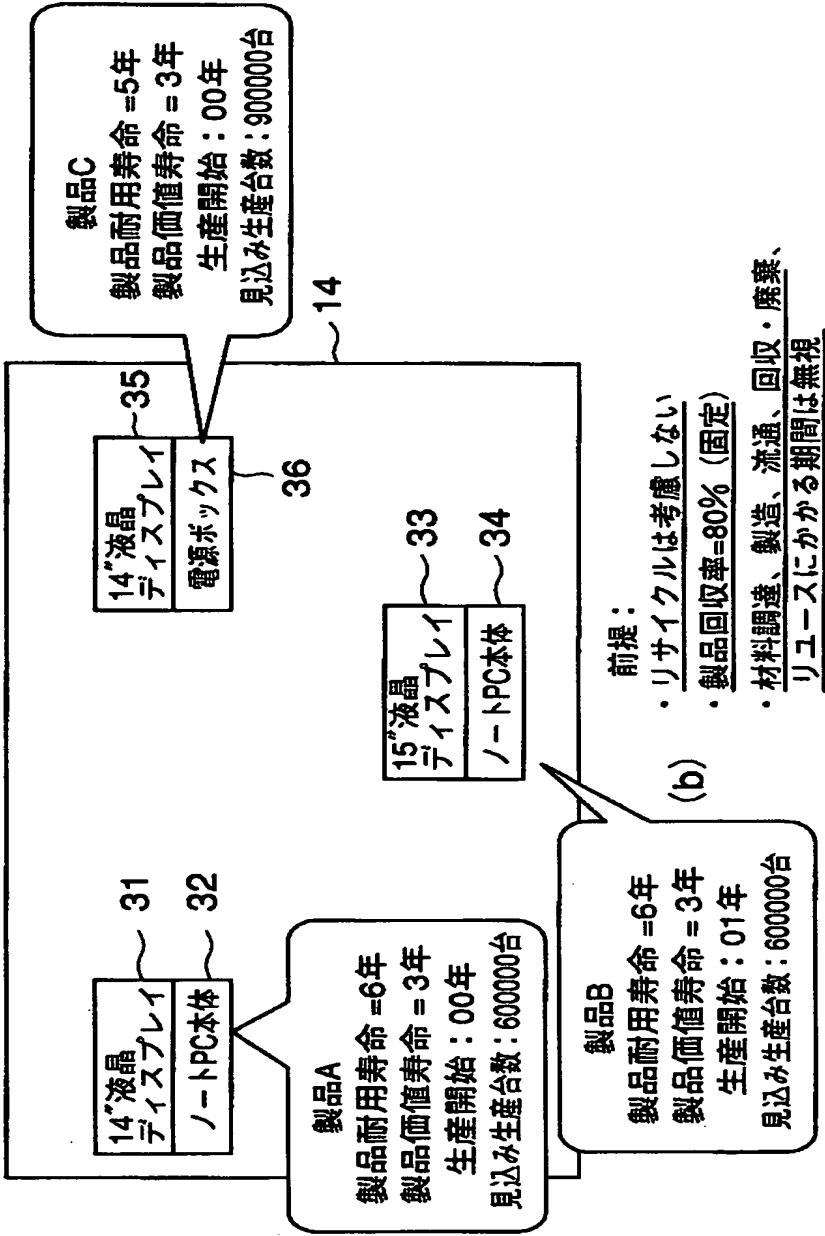 14″液晶
ディスプレイ
31
ノートPC本体
32
製品A
製品耐用寿命=6年
製品価値寿命=3年
生産開始：00年
見込み生産台数：600000台
15″液晶
ディスプレイ
33
ノートPC本体
34
製品B
製品耐用寿命=6年
製品価値寿命=3年
生産開始：01年
見込み生産台数：600000台
14″液晶
ディスプレイ
35
電源ボックス
36
製品C
製品耐用寿命=5年
製品価値寿命=3年
生産開始：00年
見込み生産台数：900000台
14
(b)
前提：
・リサイクルは考慮しない
・製品回収率=80%（固定）
・材料調達、製造、流通、回収・廃棄、
リユースにかかる期間は無視